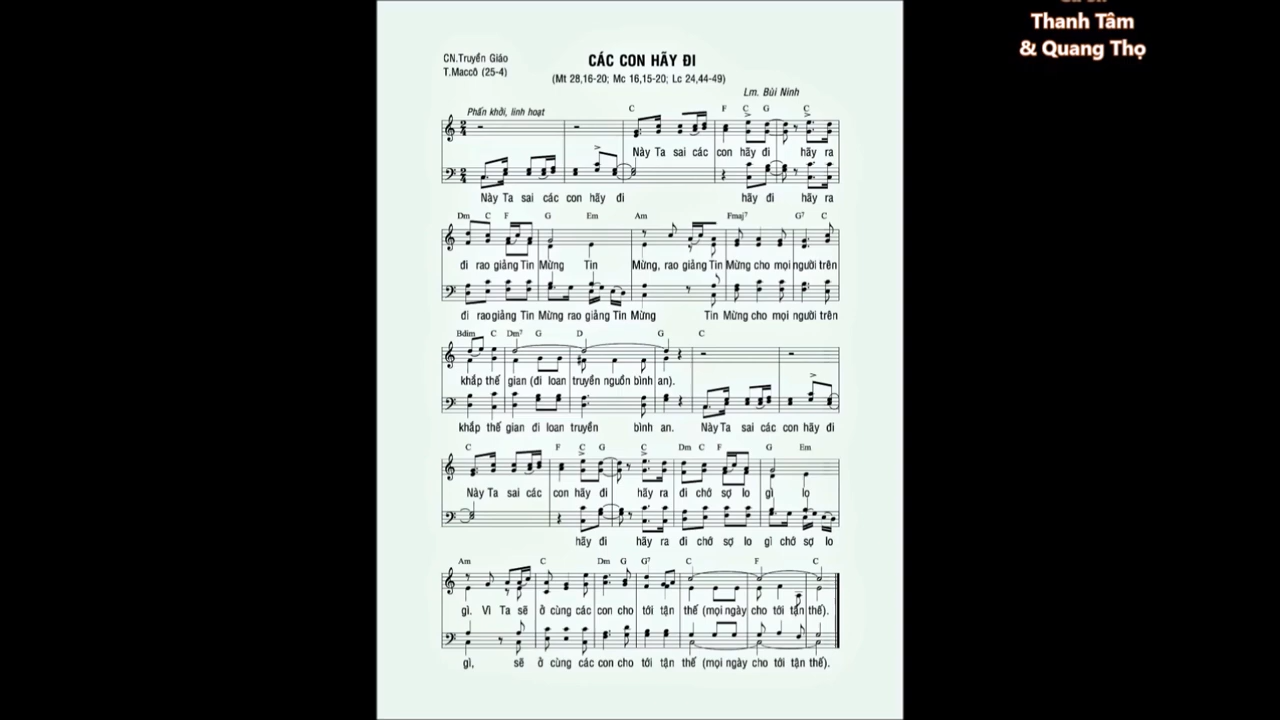 Thanh Tâm
& Quang Thọ
CN.Truyền Giáo
T.Maccô (25-4)
CÁC CON HÃY ĐI
(Mt 28,16-20; Mc 16,15-20; Lc 24,44-49)
Lm. Bùi Ninh
Phấn khởi, linh hoạt
C F C G C
Này Ta sai các con hãy đi hãy ra
Này Ta sai các con hãy đi hãy đi hãy ra
Dm C F G Em Am Fmaj7 G7 C
đi rao giảng Tin Mừng Tin Mừng, rao giảng Tin Mừng cho mọi người trên
đi rao giảng Tin Mừng rao giảng Tin Mừng Tin Mừng cho mọi người trên
Bdim C Dm7 G D G C
khắp thế gian (đi loan truyền nguồn bình an).
khắp thế gian đi loan truyền bình an. Này Ta sai các con hãy đi
C F C G C Dm C F G Em
Này Ta sai các con hãy đi hãy ra đi chớ sợ lo gì lo
hãy đi hãy ra đi chớ sợ lo gì chớ sợ lo
Am C Dm G G7 C F C
gì. Vì Ta sẽ ở cùng các con cho tới tận thế (mọi ngày cho tới tận thế).
gì, sẽ ở cùng các con cho tới tận thế (mọi ngày cho tới tận thế).